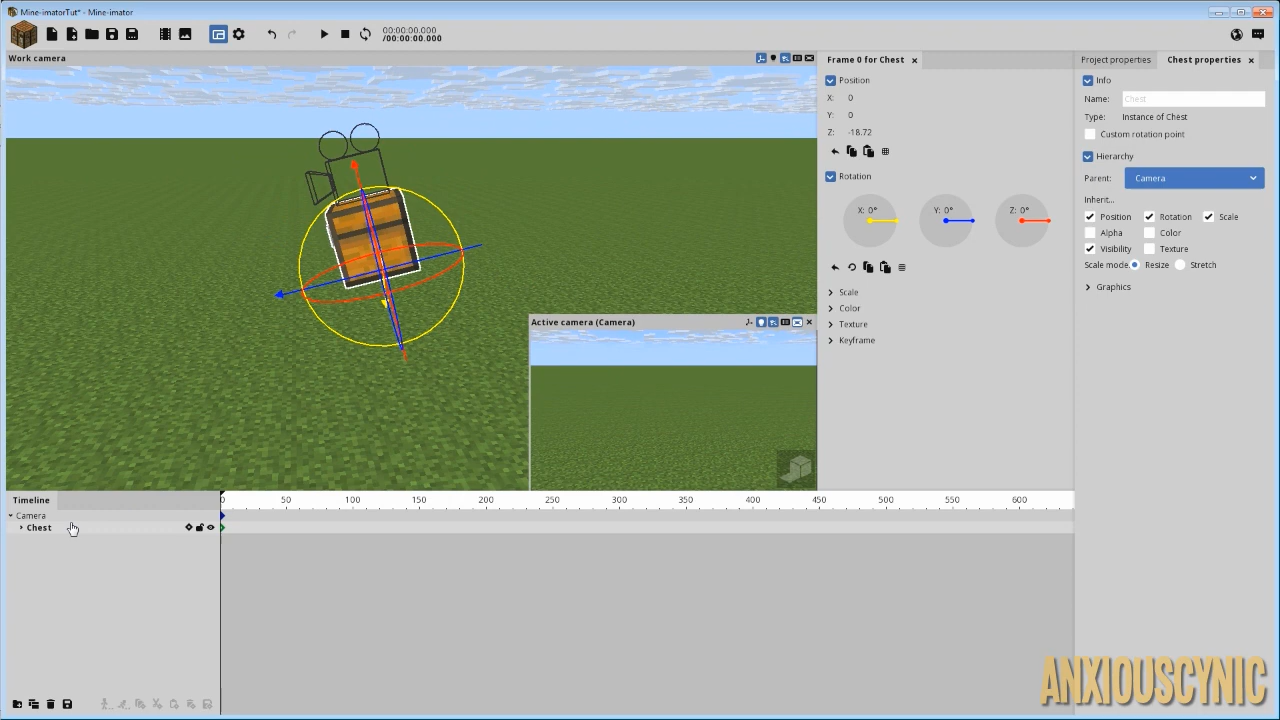 Mine-imatorTut* - Mine-imator
00:00:00.000
/00:00:00.000
Work camera
Frame 0 for Chest
Position
X: 0
Y: 0
Z: -18.72
Rotation
X: 0°
Y: 0°
Z: 0°
Scale
Color
Texture
Keyframe
Project properties
Chest properties
Info
Name: Chest
Type: Instance of Chest
Custom rotation point
Hierarchy
Parent: Camera
Inherit...
Position Rotation Scale
Alpha Color
Visibility Texture
Scale mode Resize Stretch
Graphics
Active camera (Camera)
Timeline
0 50 100 150 200 250 300 350 400 450 500 550 600
Camera
Chest
ANXIOUSCYNIC